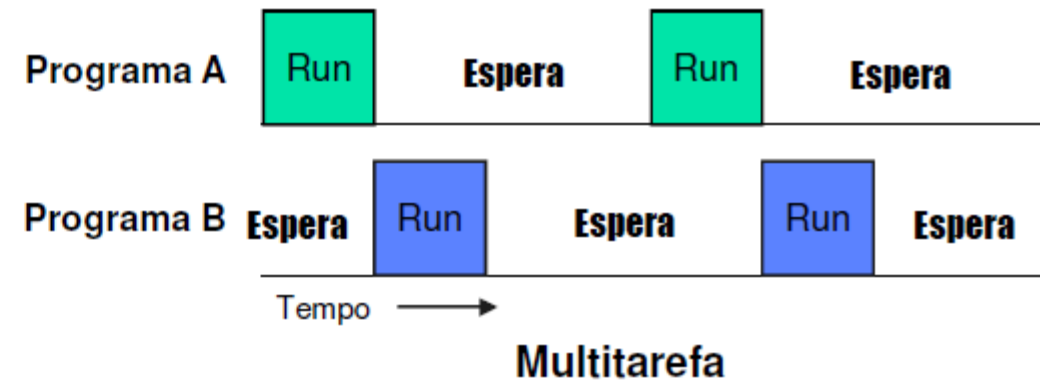 Programa A Run Espera Run Espera
Programa B Espera Run Espera Run Espera
Tempo
Multitarefa